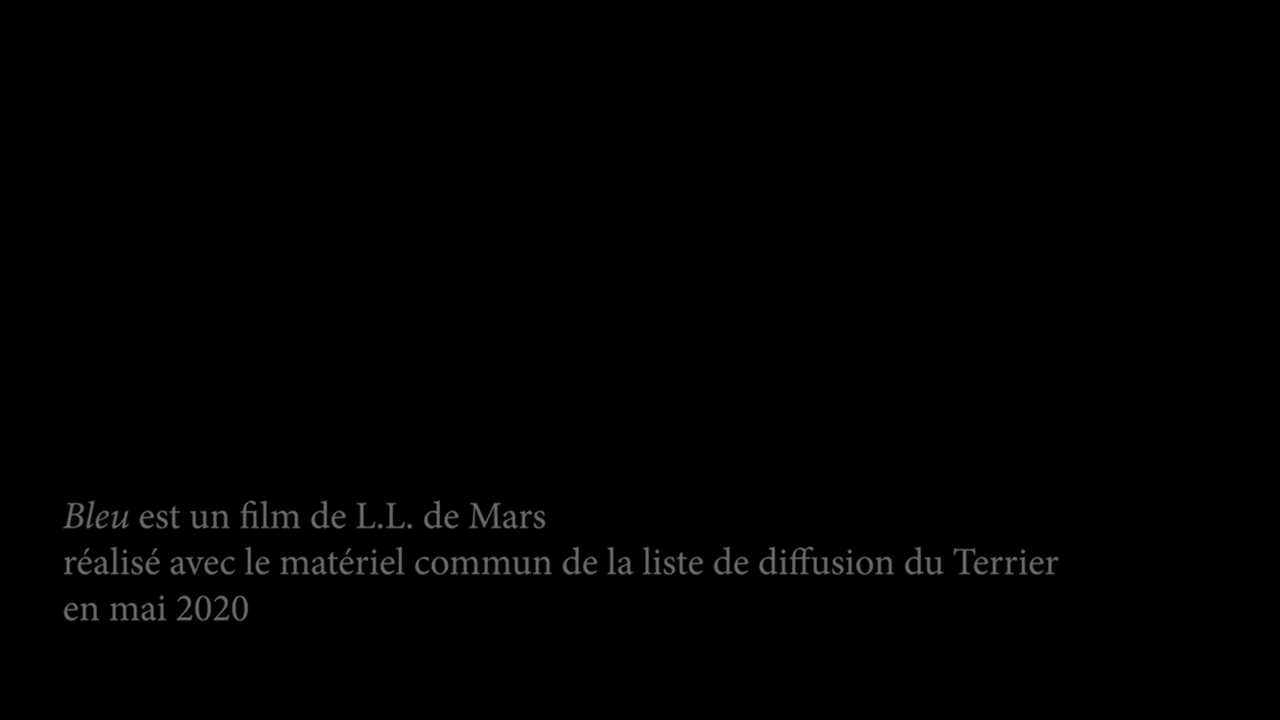 Bleu est un film de L.L. de Mars
réalisé avec le matériel commun de la liste de diffusion du Terrier
en mai 2020